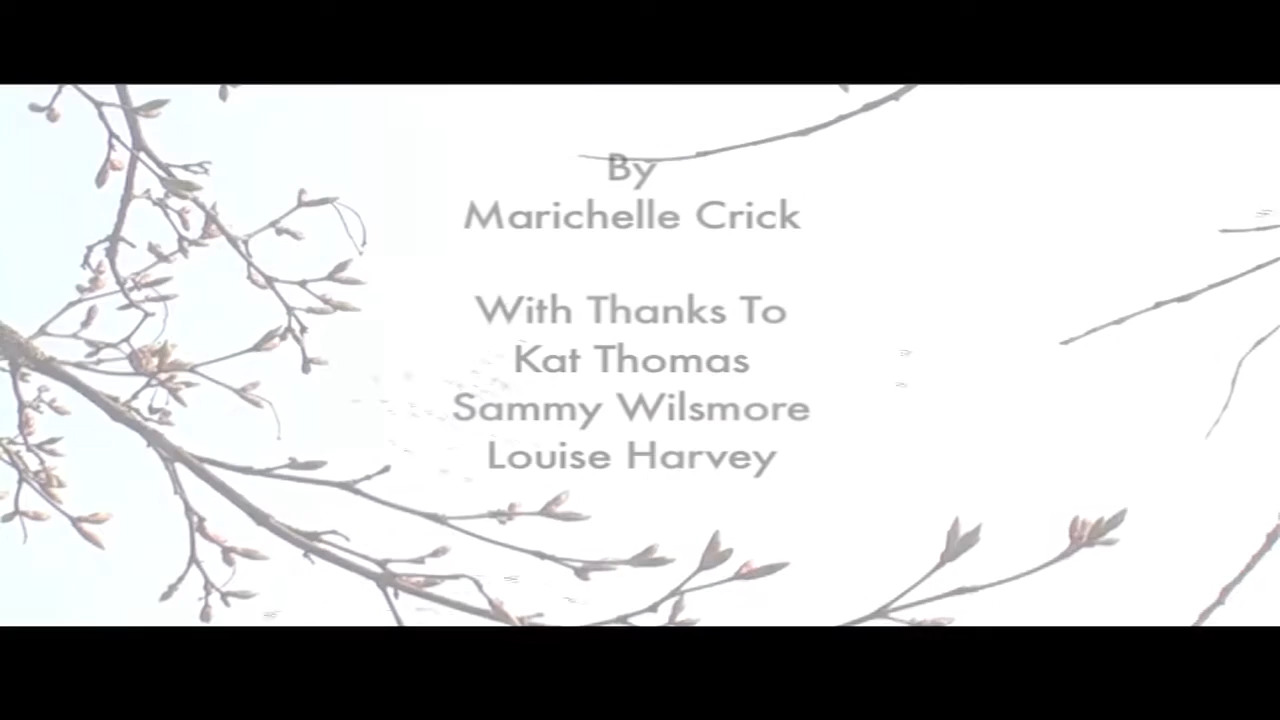 By
Marichelle Crick
With Thanks To
Kat Thomas
Sammy Wilsmore
Louise Harvey